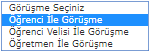 Görüşme Seçiniz
Öğrenci İle Görüşme
Öğrenci Velisi İle Görüşme
Öğretmen İle Görüşme